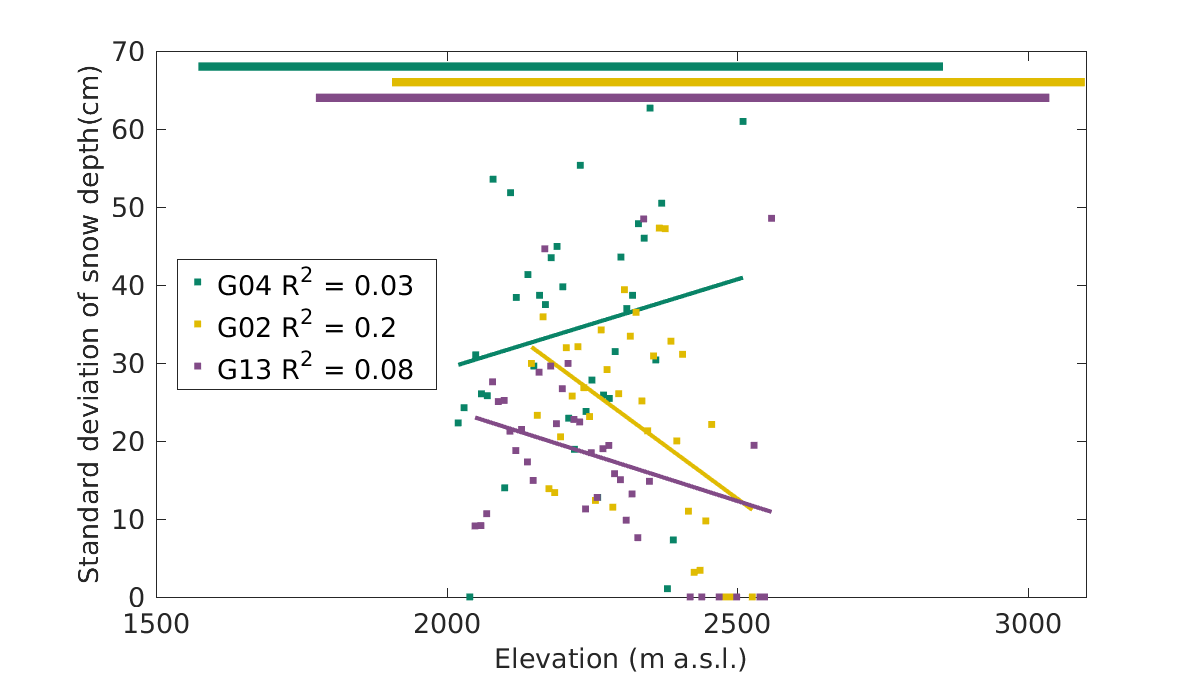 70
60
50
40
30
20
10
0
Standard deviation of snow depth(cm)
G04 R² = 0.03
G02 R² = 0.2
G13 R² = 0.08
1500 2000 2500 3000
Elevation (m a.s.l.)